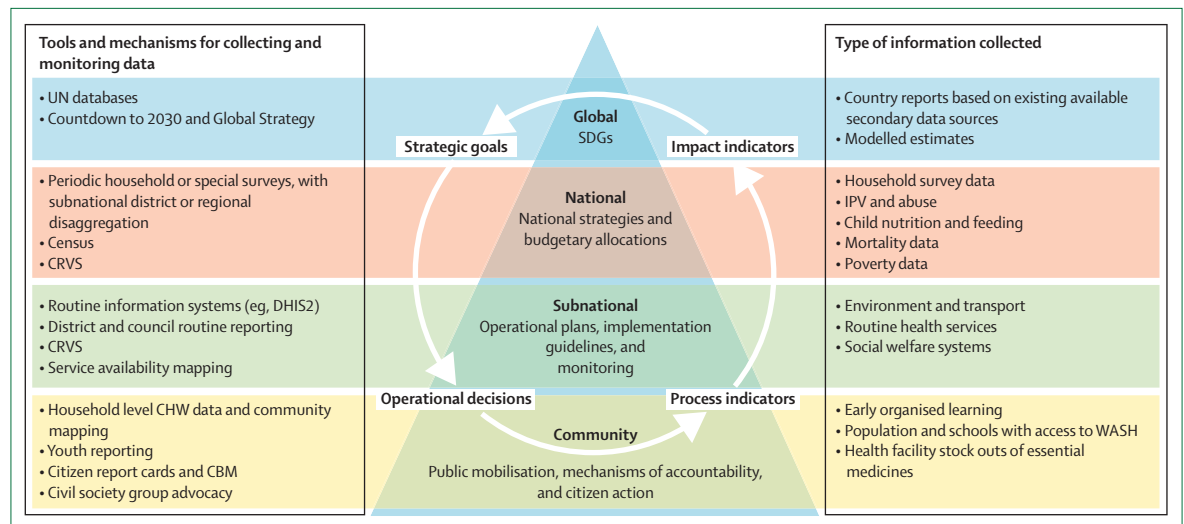 Tools and mechanisms for collecting and
monitoring data
• UN databases
• Countdown to 2030 and Global Strategy
• Periodic household or special surveys, with
subnational district or regional
disaggregation
• Census
• CRVS
• Routine information systems (eg, DHIS2)
• District and council routine reporting
• CRVS
• Service availability mapping
• Household level CHW data and community
mapping
• Youth reporting
• Citizen report cards and CBM
• Civil society group advocacy
Global
SDGs
Strategic goals
Impact indicators
National
National strategies and
budgetary allocations
Subnational
Operational plans, implementation
guidelines, and
monitoring
Operational decisions
Process indicators
Community
Public mobilisation, mechanisms of accountability,
and citizen action
Type of information collected
• Country reports based on existing available
secondary data sources
• Modelled estimates
• Household survey data
• IPV and abuse
• Child nutrition and feeding
• Mortality data
• Poverty data
• Environment and transport
• Routine health services
• Social welfare systems
• Early organised learning
• Population and schools with access to WASH
• Health facility stock outs of essential
medicines